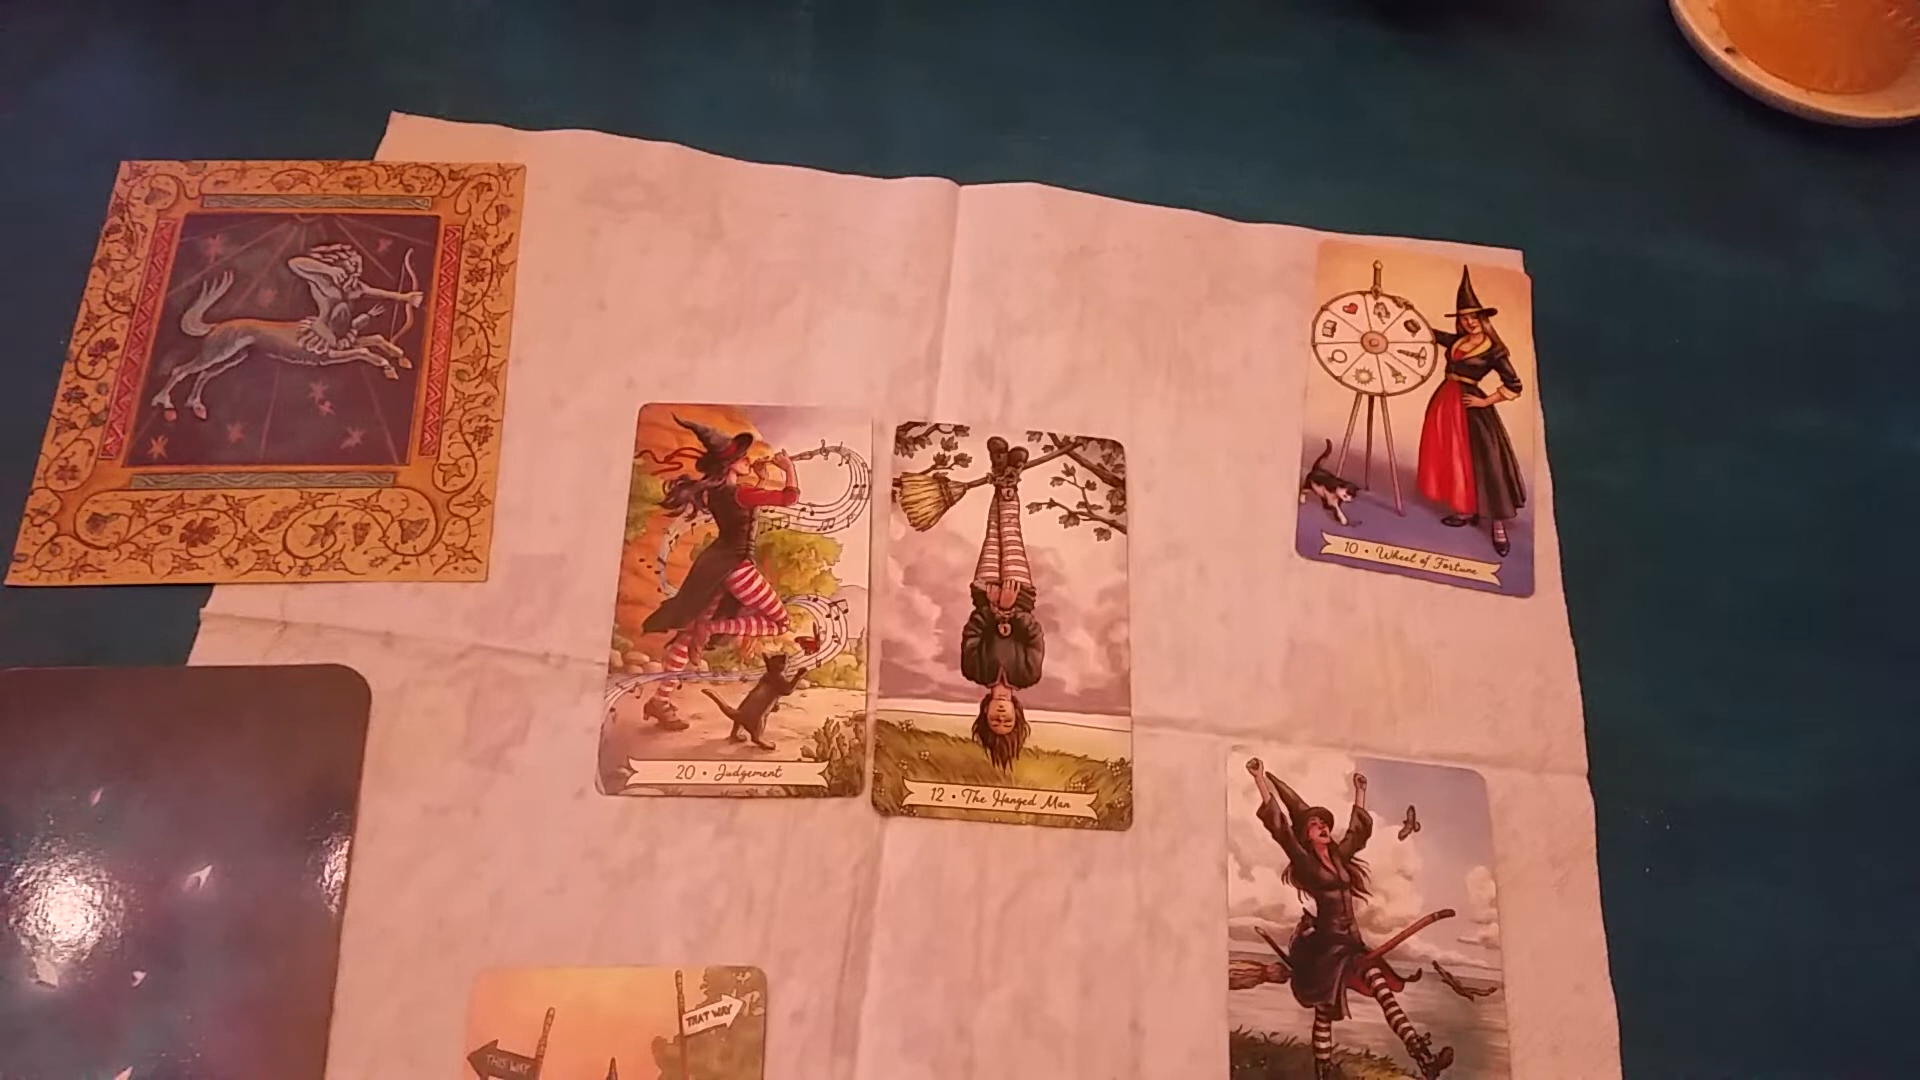 10 • Wheel of Fortune
20 • Judgement
12 • The Hanged Man
THAT WAY
THIS WAY